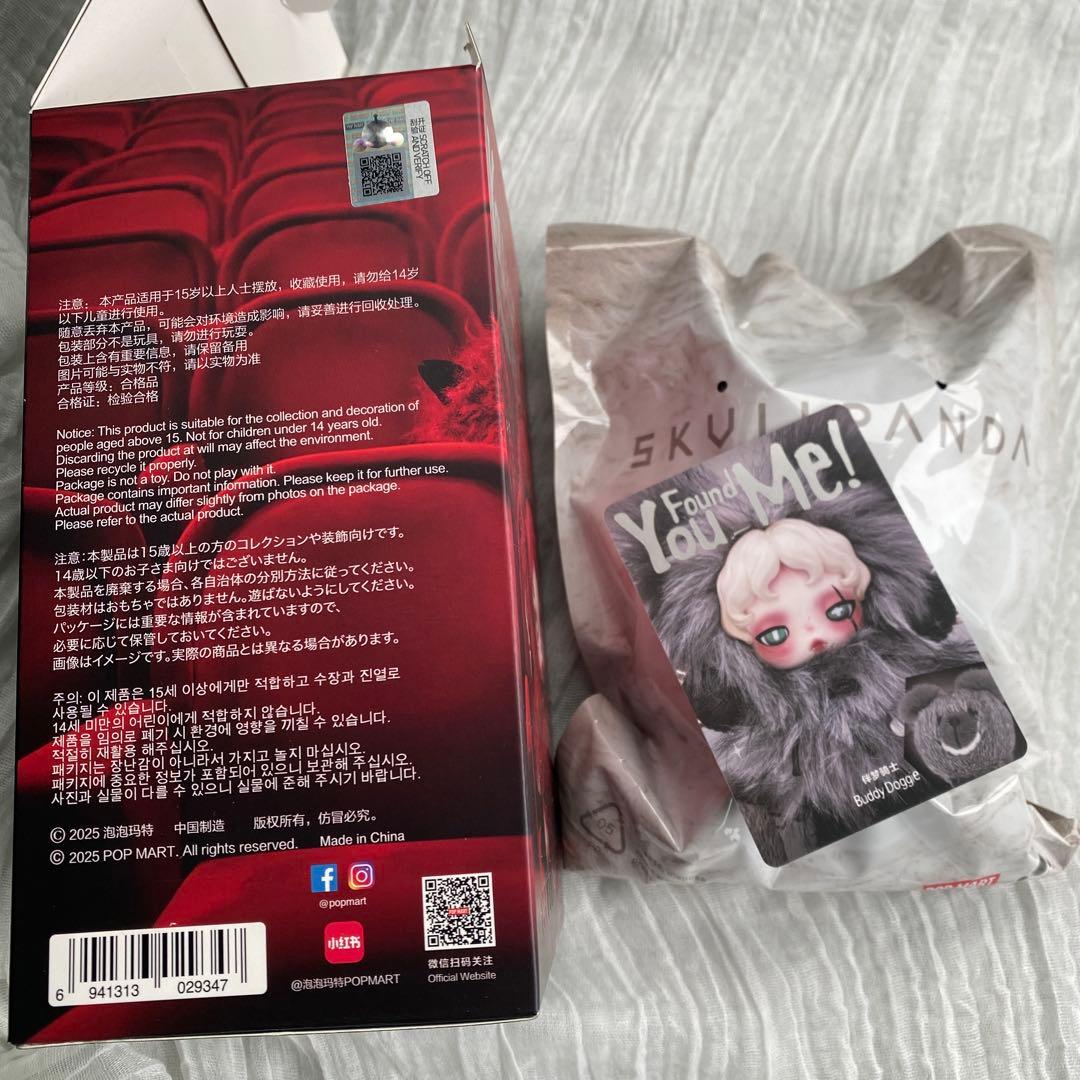 刮开 SCRATCH OFF
刮验 AND VERIFY
注意： 本产品适用于15岁以上人士摆放，收藏使用，请勿给14岁
以下儿童进行使用。
随意丢弃本产品，可能会对环境造成影响，请妥善进行回收处理。
包装部分不是玩具，请勿进行玩耍。
包装上含有重要信息，请保留备用
图片可能与实物不符，请以实物为准
产品等级：合格品
合格证：检验合格
Notice: This product is suitable for the collection and decoration of
people aged above 15. Not for children under 14 years old.
Discarding the product at will may affect the environment.
Please recycle it properly.
Package is not a toy. Do not play with it.
Package contains important information. Please keep it for further use.
Actual product may differ slightly from photos on the package.
Please refer to the actual product.
注意：本製品は15歳以上の方のコレクションや装飾向けです。
14歳以下のお子さま向けではございません。
本製品を廃棄する場合、各自治体の分別方法に従ってください。
包装材はおもちゃではありません。遊ばないようにしてください。
パッケージには重要な情報が含まれていますので、
必要に応じて保管しておいてください。
画像はイメージです。実際の商品とは異なる場合があります。
주의: 이 제품은 15세 이상에게만 적합하고 수장과 진열로
사용될 수 있습니다.
14세 미만의 어린이에게 적합하지 않습니다.
제품을 임의로 폐기 시 환경에 영향을 끼칠 수 있습니다.
적절히 재활용 해주십시오.
패키지는 장난감이 아니라서 가지고 놀지 마십시오.
패키지에 중요한 정보가 포함되어 있으니 보관해 주십시오.
사진과 실물이 다를 수 있으니 실물에 준해 주시기 바랍니다.
© 2025 泡泡玛特 中国制造 版权所有，仿冒必究。
© 2025 POP MART. All rights reserved. Made in China
@popmart
小红书
@泡泡玛特POPMART
POP MART
微信扫码关注
Official Website
6 941313 029347
SKULLPANDA
You Found Me!
伴梦骑士
Buddy Doggie
05
POP MART